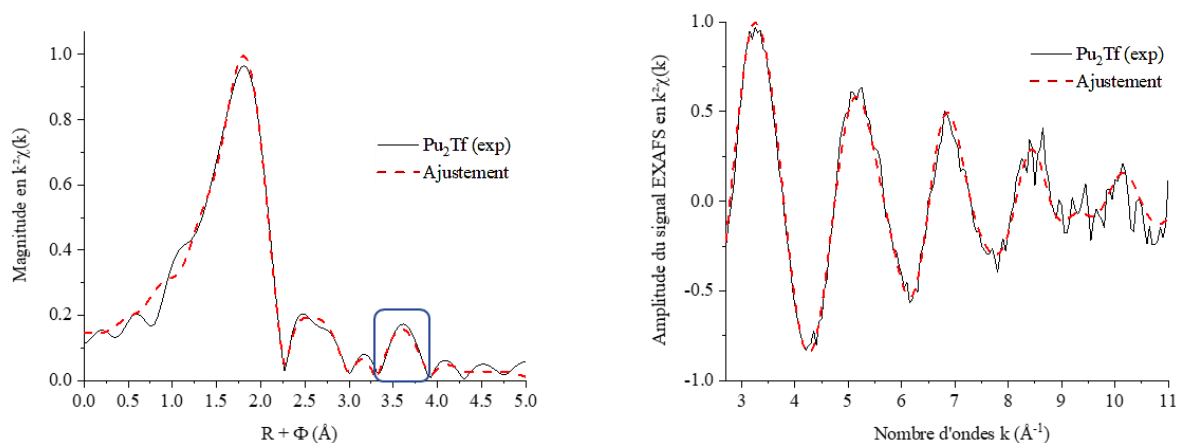 Magnitude en k²χ(k)
1.0
0.8
0.6
0.4
0.2
0.0
0.0 0.5 1.0 1.5 2.0 2.5 3.0 3.5 4.0 4.5 5.0
R + Φ (Å)
Pu₂Tf (exp)
Ajustement
Amplitude du signal EXAFS en k²χ(k)
1.0
0.5
0.0
-0.5
-1.0
3 4 5 6 7 8 9 10 11
Nombre d'ondes k (Å⁻¹)
Pu₂Tf (exp)
Ajustement